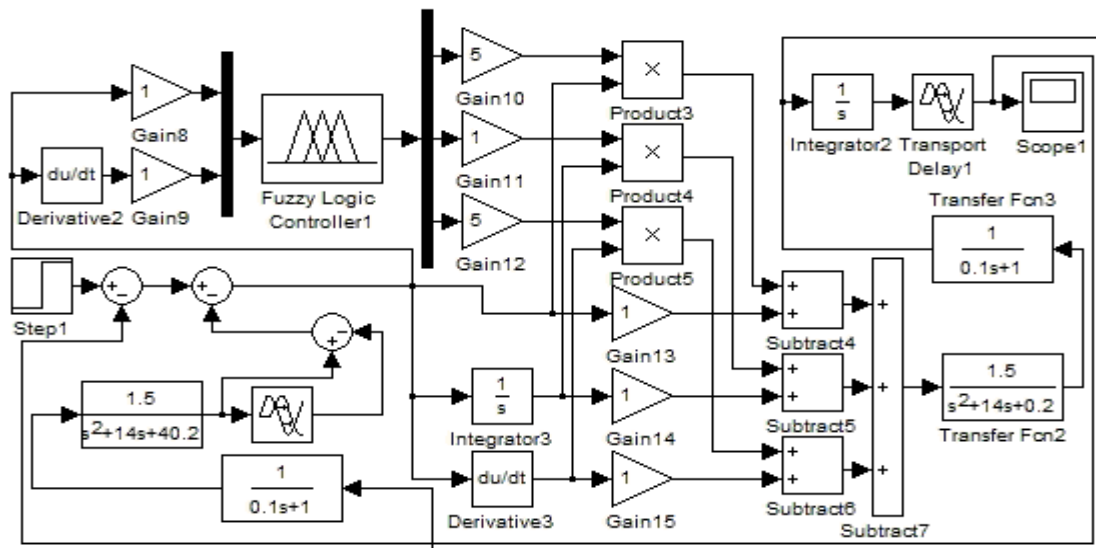 1
Gain8
du/dt
Derivative2
1
Gain9
Fuzzy Logic
Controller1
5
Gain10
1
Gain11
5
Gain12
×
Product3
×
Product4
×
Product5
1
s
Integrator2
Transport
Delay1
Scope1
Transfer Fcn3
1
0.1s+1
Step1
+
−
+
−
−
+
1.5
s²+14s+40.2
1
0.1s+1
1
s
Integrator3
du/dt
Derivative3
1
Gain13
1
Gain14
1
Gain15
+
+
Subtract4
+
+
Subtract5
+
+
Subtract6
+
+
+
Subtract7
1.5
s²+14s+0.2
Transfer Fcn2